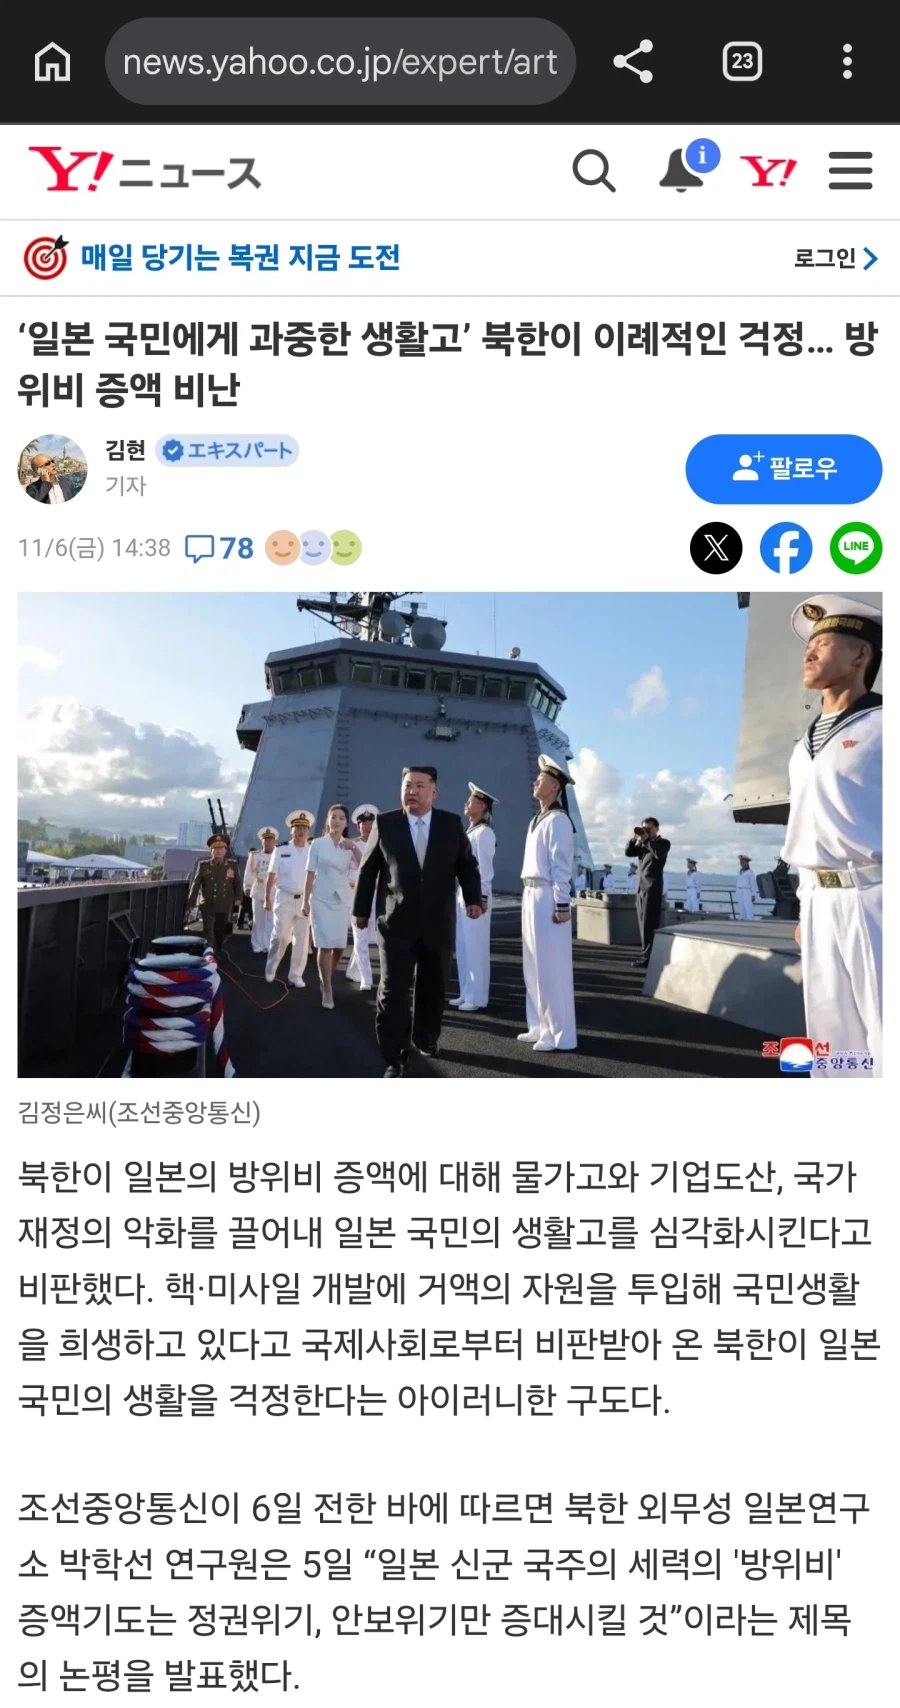 news.yahoo.co.jp/expert/art
23
Y!ニュース
i
Y!
매일 당기는 복권 지금 도전
로그인
‘일본 국민에게 과중한 생활고’ 북한이 이례적인 걱정... 방
위비 증액 비난
김현
エキスパート
기자
팔로우
11/6(금) 14:38
78
X
f
LINE
조선
중앙통신
김정은씨(조선중앙통신)
북한이 일본의 방위비 증액에 대해 물가고와 기업도산, 국가
재정의 악화를 끌어내 일본 국민의 생활고를 심각화시킨다고
비판했다. 핵·미사일 개발에 거액의 자원을 투입해 국민생활
을 희생하고 있다고 국제사회로부터 비판받아 온 북한이 일본
국민의 생활을 걱정한다는 아이러니한 구도다.
조선중앙통신이 6일 전한 바에 따르면 북한 외무성 일본연구
소 박학선 연구원은 5일 “일본 신군 국주의 세력의 '방위비'
증액기도는 정권위기, 안보위기만 증대시킬 것”이라는 제목
의 논평을 발표했다.